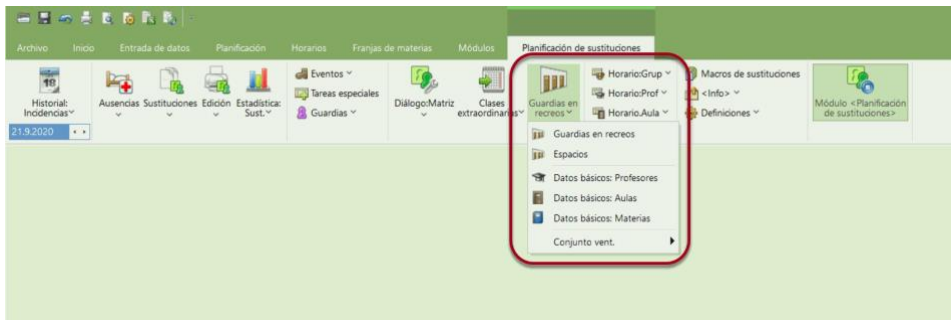 Archivo Inicio Entrada de datos Planificación Horarios Franjas de materias Módulos Planificación de sustituciones
18
Historial:
Incidencias
21.9.2020
Ausencias Sustituciones Edición Estadística:
Sust.
Eventos
Tareas especiales
Guardias
Diálogo:Matriz
Clases
extraordinarias
Guardias en
recreos
Horario:Grup
Horario:Prof
Horario.Aula
Macros de sustituciones
<Info>
Definiciones
Módulo <Planificación
de sustituciones>
Guardias en recreos
Espacios
Datos básicos: Profesores
Datos básicos: Aulas
Datos básicos: Materias
Conjunto vent.